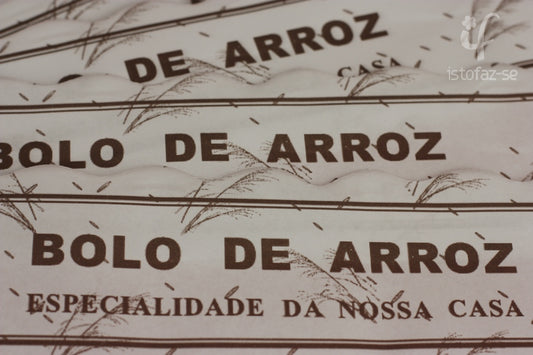 istofaz-se
DE ARROZ
CASA
BOLO DE ARROZ
BOLO DE ARROZ
ESPECIALIDADE DA NOSSA CASA